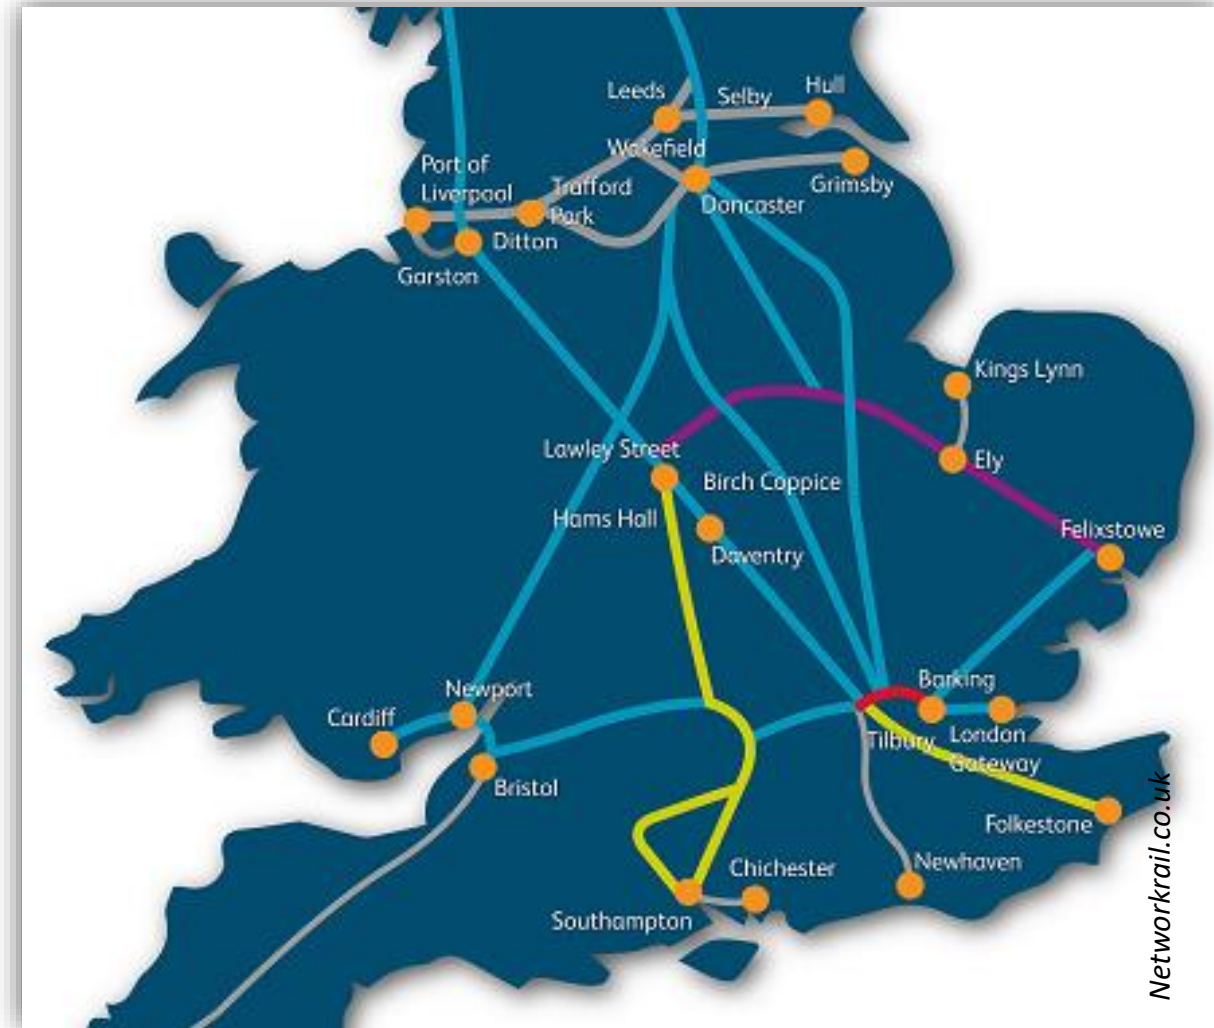 Leeds
Selby
Hull
Wakefield
Grimsby
Port of
Liverpool
Trafford
Park
Doncaster
Ditton
Garston
Kings Lynn
Lawley Street
Ely
Birch Coppice
Hams Hall
Daventry
Felixstowe
Newport
Cardiff
Bristol
Barking
Tilbury
London
Gateway
Folkestone
Newhaven
Chichester
Southampton
Networkrail.co.uk